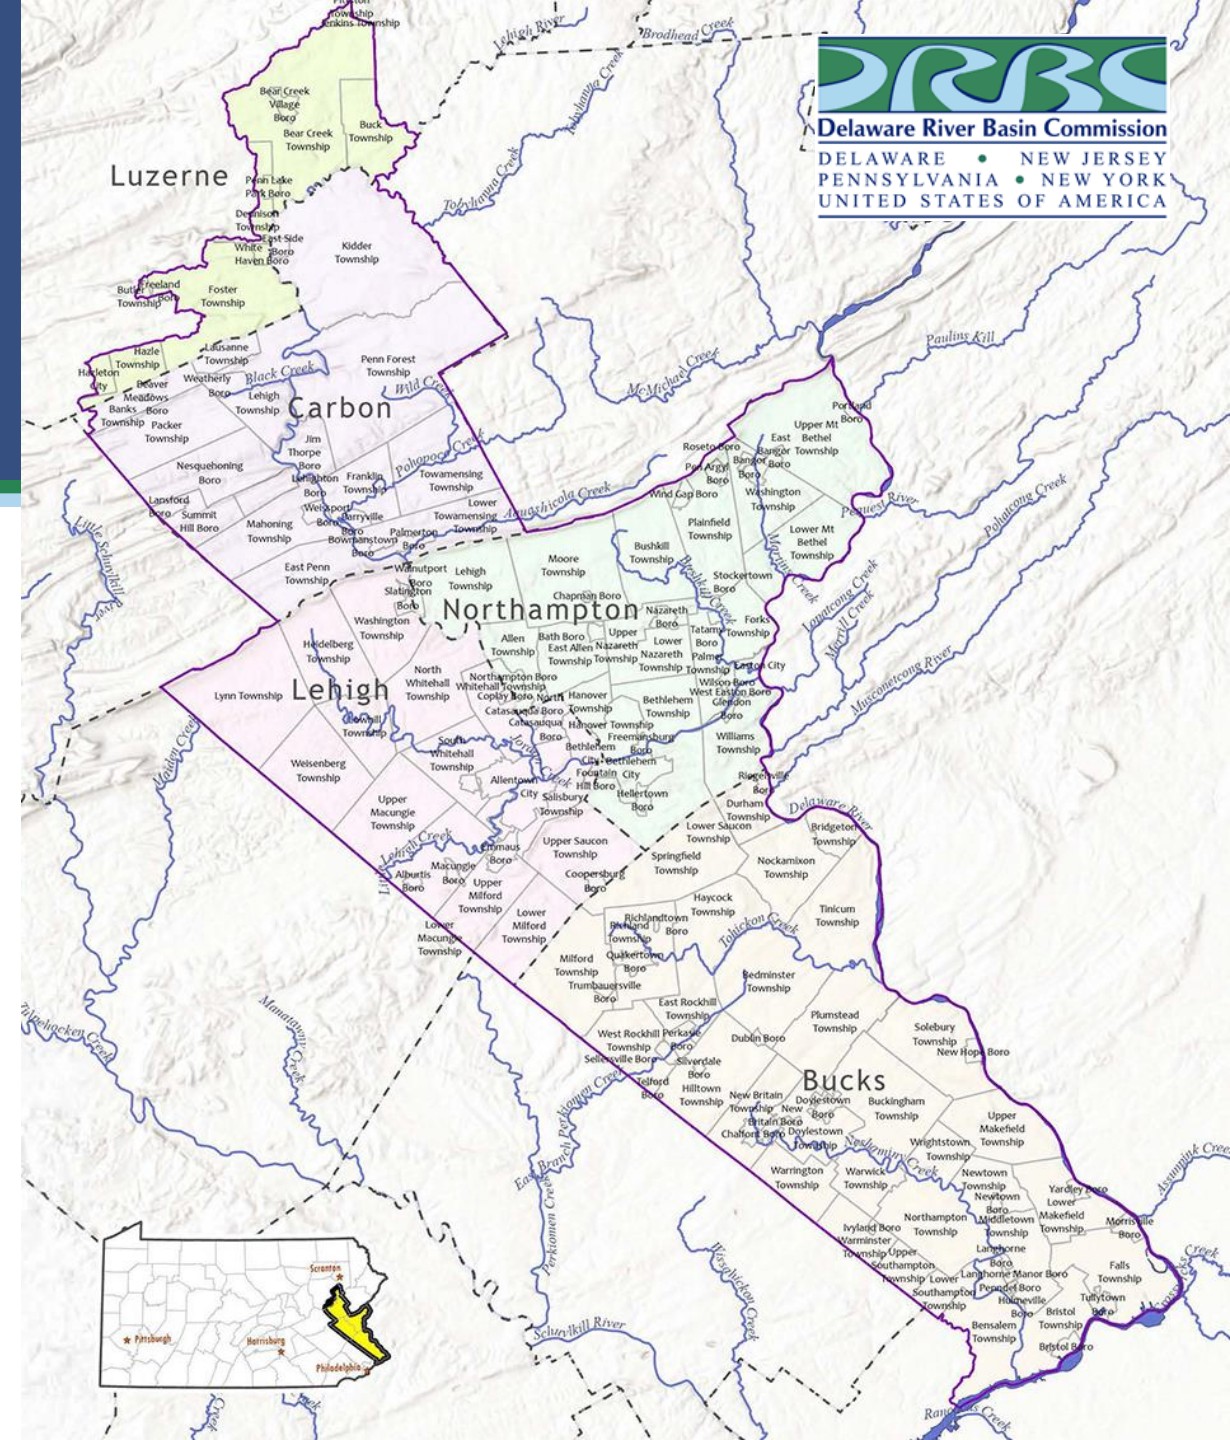 Township
Jenkins Township
Lehigh River
Brodhead Creek
Tobyhanna Creek
Delaware River Basin Commission
DELAWARE • NEW JERSEY
PENNSYLVANIA • NEW YORK
UNITED STATES OF AMERICA
Bear Creek
Village
Boro
Bear Creek
Township
Buck
Township
Luzerne
Penn Lake
Park Boro
Tobyhanna Creek
Dennison
Township
East Side
Boro
White
Haven Boro
Kidder
Township
Butler
Township
Freeland
Boro
Foster
Township
Paulins Kill
Hazle
Township
Lausanne
Township
Hazleton
City
Black Creek
Penn Forest
Township
McMichael Creek
Beaver
Meadows
Boro
Weatherly
Boro
Lehigh
Township
Wild Creek
Carbon
Banks
Township
Packer
Township
Portland
Boro
Upper Mt
Bethel
Township
East
Bangor
Boro
Jim
Thorpe
Boro
Pohopoco Creek
Roseto Boro
Bangor
Boro
Pen Argyl
Boro
Nesquehoning
Boro
Lehighton
Boro
Franklin
Township
Towamensing
Township
Wind Gap Boro
Washington
Township
Lansford
Boro
Summit
Hill Boro
Weissport
Boro
Parryville
Boro
Lower
Towamensing
Township
Aquashicola Creek
Pequest River
Pohatcong Creek
Little Schuylkill River
Mahoning
Township
Bowmanstown
Boro
Palmerton
Boro
Plainfield
Township
Lower Mt
Bethel
Township
East Penn
Township
Walnutport
Boro
Lehigh
Township
Moore
Township
Bushkill
Township
Bushkill Creek
Martins Creek
Slatington
Boro
Chapman Boro
Stockertown
Boro
Lopatcong Creek
Merrill Creek
Northampton
Nazareth
Boro
Washington
Township
Heidelberg
Township
Allen
Township
Bath Boro
East Allen
Township
Upper
Nazareth
Township
Lower
Nazareth
Township
Tatamy
Boro
Forks
Township
Palmer
Township
Easton City
Musconetcong River
Lynn Township
Lehigh
North
Whitehall
Township
Northampton Boro
Whitehall Township
Coplay Boro
North
Catasauqua Boro
Catasauqua
Boro
Hanover
Township
Hanover Township
Bethlehem
Township
Wilson Boro
West Easton Boro
Glendon
Boro
Lowhill
Township
Freemansburg
Boro
Williams
Township
Maiden Creek
South
Whitehall
Township
Jordan Creek
Bethlehem
City
Bethlehem
City
Weisenberg
Township
Allentown
City
Fountain
Hill Boro
Hellertown
Boro
Riegelsville
Boro
Salisbury
Township
Durham
Township
Delaware River
Upper
Macungie
Township
Lower Saucon
Township
Bridgeton
Township
Little Lehigh Creek
Emmaus
Boro
Upper Saucon
Township
Springfield
Township
Nockamixon
Township
Alburtis
Boro
Macungie
Boro
Upper
Milford
Township
Coopersburg
Boro
Haycock
Township
Tinicum
Township
Lower
Macungie
Township
Lower
Milford
Township
Richlandtown
Boro
Richland
Township
Tohickon Creek
Milford
Township
Quakertown
Boro
Trumbauersville
Boro
Bedminster
Township
East Rockhill
Township
Plumstead
Township
Tulpehocken Creek
Manatawny Creek
West Rockhill
Township
Perkasie
Boro
Dublin Boro
Solebury
Township
New Hope Boro
Sellersville Boro
Silverdale
Boro
Telford
Boro
Hilltown
Township
Bucks
East Branch Perkiomen Creek
New Britain
Township
New
Britain Boro
Doylestown
Boro
Buckingham
Township
Upper
Makefield
Township
Chalfont Boro
Doylestown
Township
Neshaminy Creek
Wrightstown
Township
Assunpink Creek
Warrington
Township
Warwick
Township
Newtown
Township
Newtown
Boro
Yardley Boro
Lower
Makefield
Township
Perkiomen Creek
Ivyland Boro
Northampton
Township
Middletown
Township
Morrisville
Boro
Warminster
Township
Upper
Southampton
Township
Langhorne
Boro
Langhorne Manor Boro
Penndel Boro
Falls
Township
Wissahickon Creek
Lower
Southampton
Township
Hulmeville
Boro
Tullytown
Boro
Bristol
Township
Bensalem
Township
Bristol Boro
Schuylkill River
Scranton
Pittsburgh
Harrisburg
Philadelphia
Creek
Creek